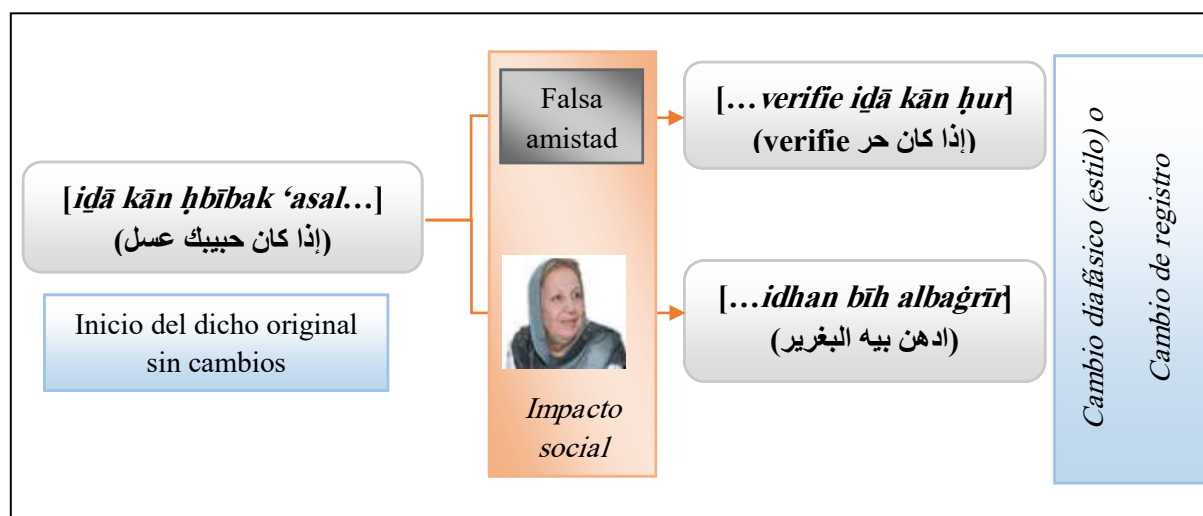 [iḏā kān ḥbībak ‘asal…]
(إذا كان حبيبك عسل)
Inicio del dicho original
sin cambios
Falsa
amistad
Impacto
social
[…verifie iḏā kān ḥur]
(إذا كان حر verifie)
[…idhan bīh albaġrīr]
(ادهن بيه البغرير)
Cambio diafásico (estilo) o
Cambio de registro